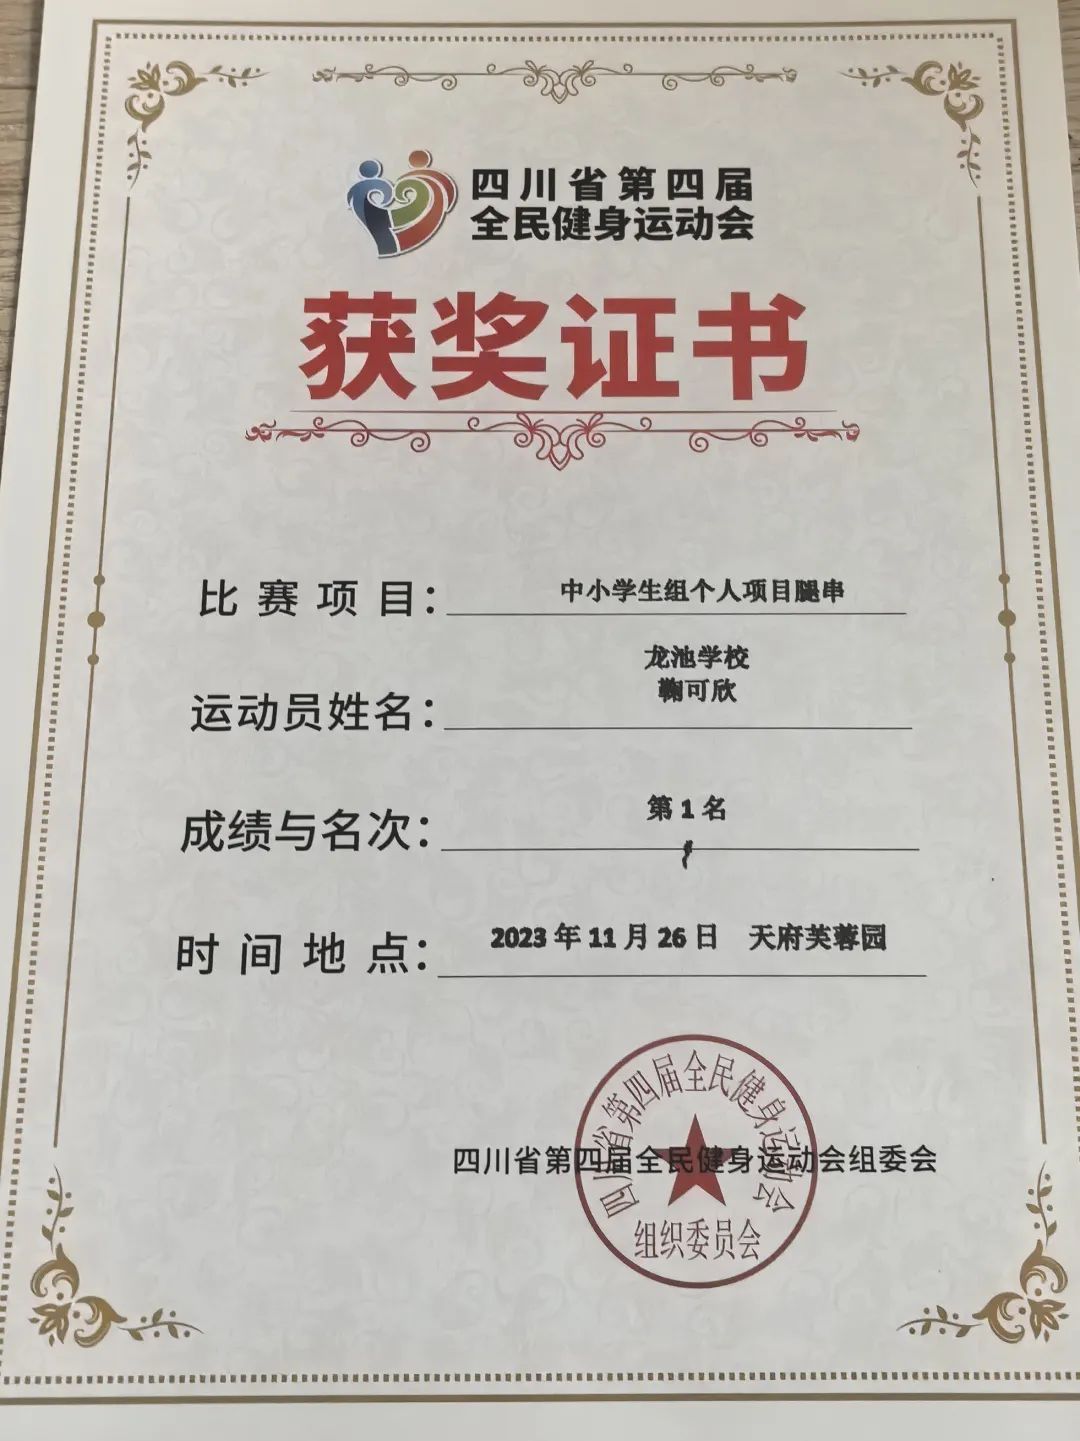 四川省第四届
全民健身运动会
获奖证书
比赛项目：中小学生组个人项目腿串
龙池学校
运动员姓名：鞠可欣
成绩与名次：第1名
时间地点：2023年11月26日 天府芙蓉园
四川省第四届全民健身运动会组委会
四川省第四届全民健身运动会
组织委员会